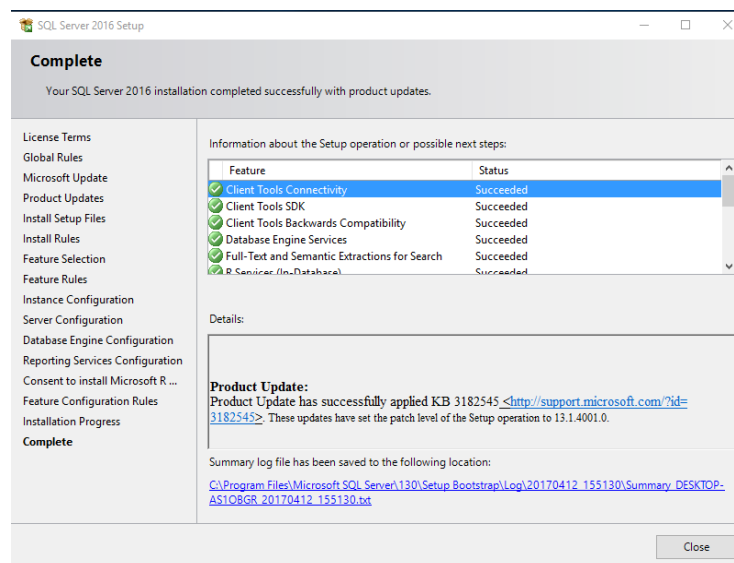 SQL Server 2016 Setup
Complete
Your SQL Server 2016 installation completed successfully with product updates.
License Terms
Global Rules
Microsoft Update
Product Updates
Install Setup Files
Install Rules
Feature Selection
Feature Rules
Instance Configuration
Server Configuration
Database Engine Configuration
Reporting Services Configuration
Consent to install Microsoft R ...
Feature Configuration Rules
Installation Progress
Complete
Information about the Setup operation or possible next steps:
Feature Status
Client Tools Connectivity Succeeded
Client Tools SDK Succeeded
Client Tools Backwards Compatibility Succeeded
Database Engine Services Succeeded
Full-Text and Semantic Extractions for Search Succeeded
R Services (In-Database) Succeeded
Details:
Product Update:
Product Update has successfully applied KB 3182545 <http://support.microsoft.com/?id=
3182545>. These updates have set the patch level of the Setup operation to 13.1.4001.0.
Summary log file has been saved to the following location:
C:\Program Files\Microsoft SQL Server\130\Setup Bootstrap\Log\20170412_155130\Summary_DESKTOP-
AS1OBGR_20170412_155130.txt
Close